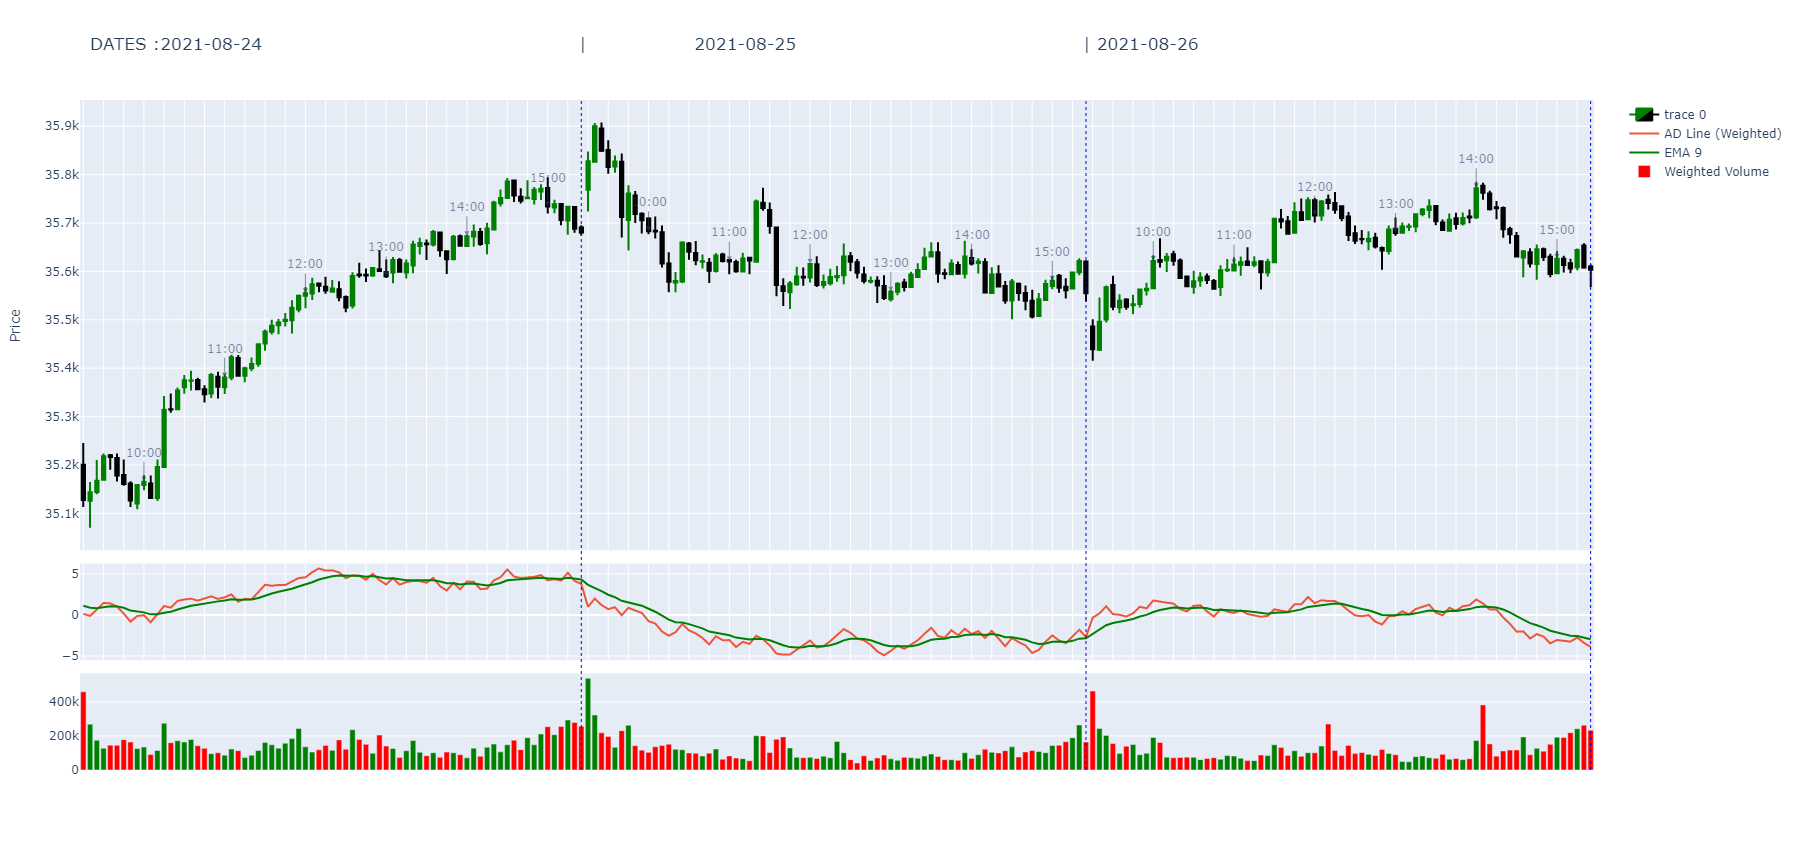 DATES :2021-08-24 | 2021-08-25 | 2021-08-26
35.9k
35.8k
35.7k
35.6k
35.5k
35.4k
35.3k
35.2k
35.1k
Price
10:00
11:00
12:00
13:00
14:00
15:00
10:00
11:00
12:00
13:00
14:00
15:00
10:00
11:00
12:00
13:00
14:00
15:00
trace 0
AD Line (Weighted)
EMA 9
Weighted Volume
5
0
−5
400k
200k
0